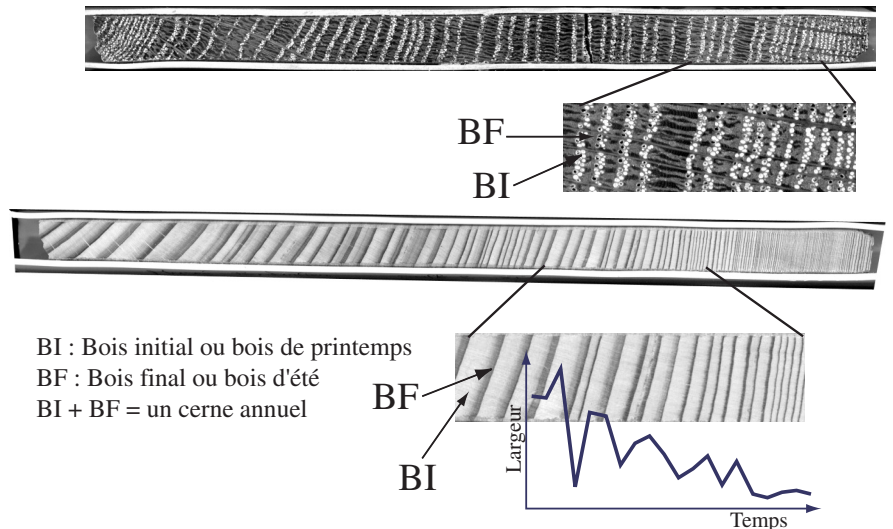 BF
BI
BI : Bois initial ou bois de printemps
BF : Bois final ou bois d'été
BI + BF = un cerne annuel
BF
BI
Largeur
Temps